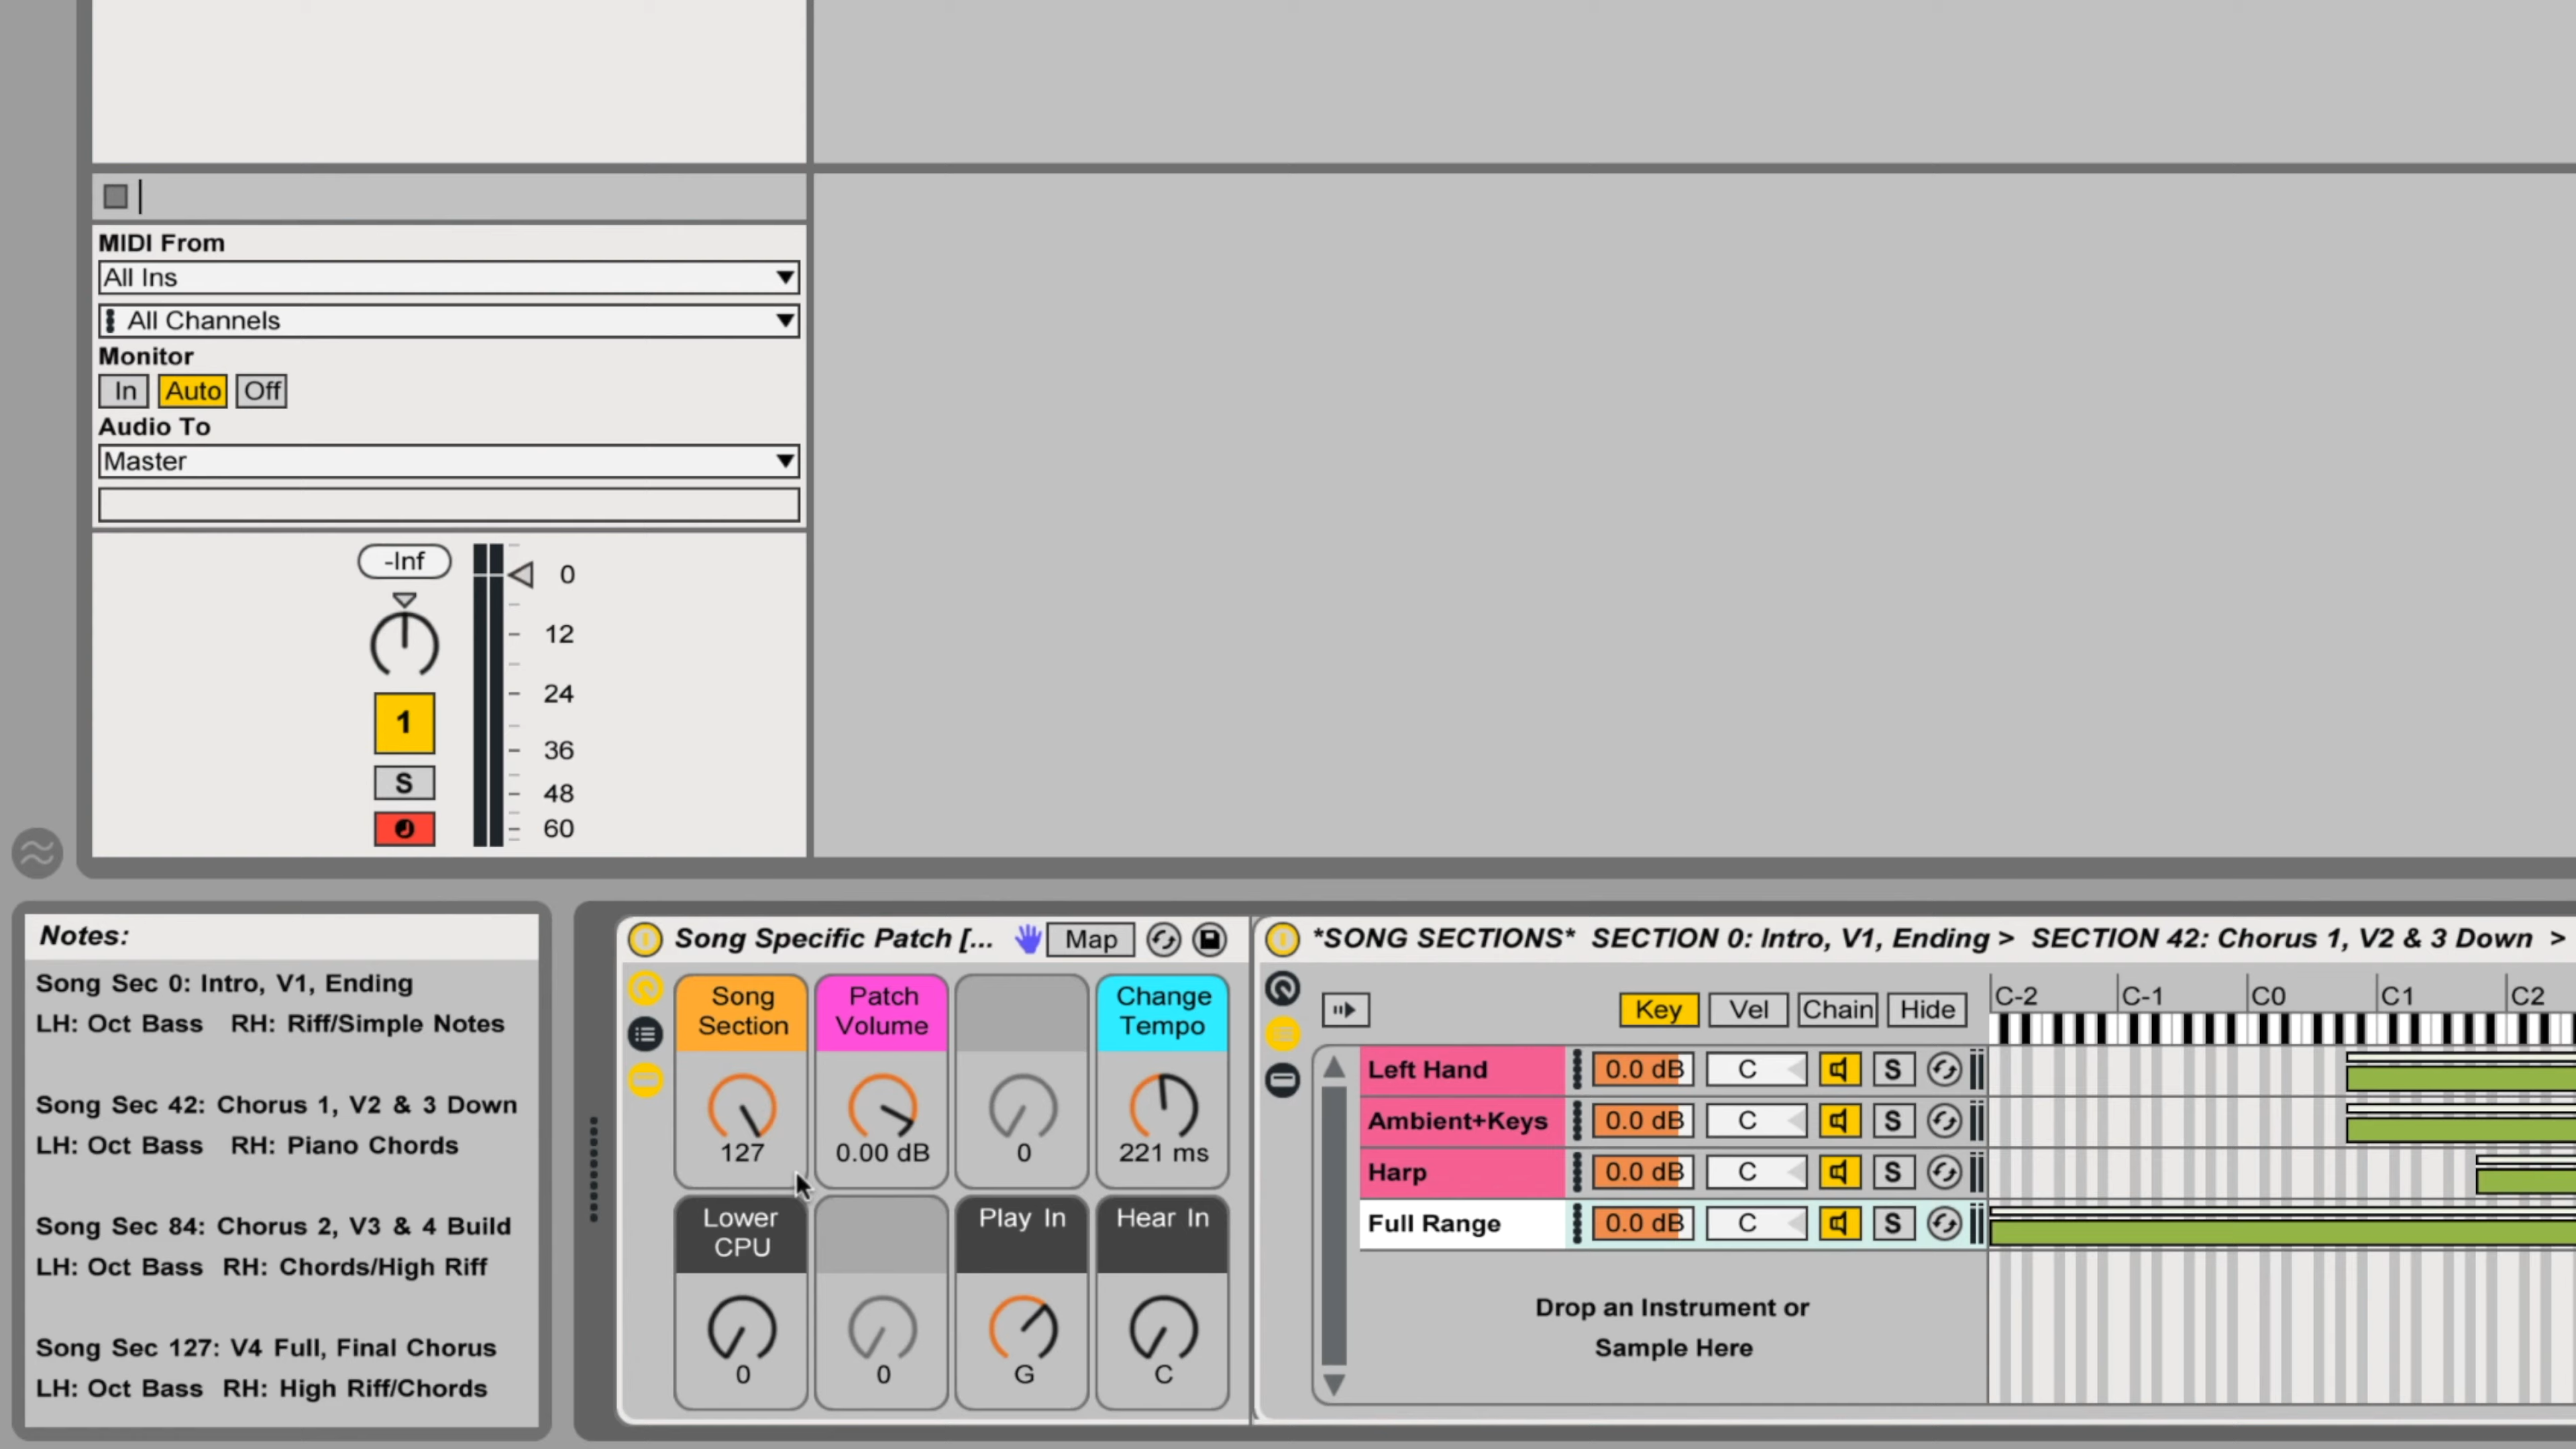 MIDI From
All Ins
All Channels
Monitor
In Auto Off
Audio To
Master
-Inf
0
12
24
36
48
60
1
S
Notes:
Song Sec 0: Intro, V1, Ending
LH: Oct Bass RH: Riff/Simple Notes
Song Sec 42: Chorus 1, V2 & 3 Down
LH: Oct Bass RH: Piano Chords
Song Sec 84: Chorus 2, V3 & 4 Build
LH: Oct Bass RH: Chords/High Riff
Song Sec 127: V4 Full, Final Chorus
LH: Oct Bass RH: High Riff/Chords
Song Specific Patch [...
Map
Song
Section
127
Patch
Volume
0.00 dB
0
Change
Tempo
221 ms
Lower
CPU
0
0
Play In
G
Hear In
C
*SONG SECTIONS* SECTION 0: Intro, V1, Ending > SECTION 42: Chorus 1, V2 & 3 Down >
Key Vel Chain Hide
C-2 C-1 C0 C1 C2
Left Hand 0.0 dB C S
Ambient+Keys 0.0 dB C S
Harp 0.0 dB C S
Full Range 0.0 dB C S
Drop an Instrument or
Sample Here